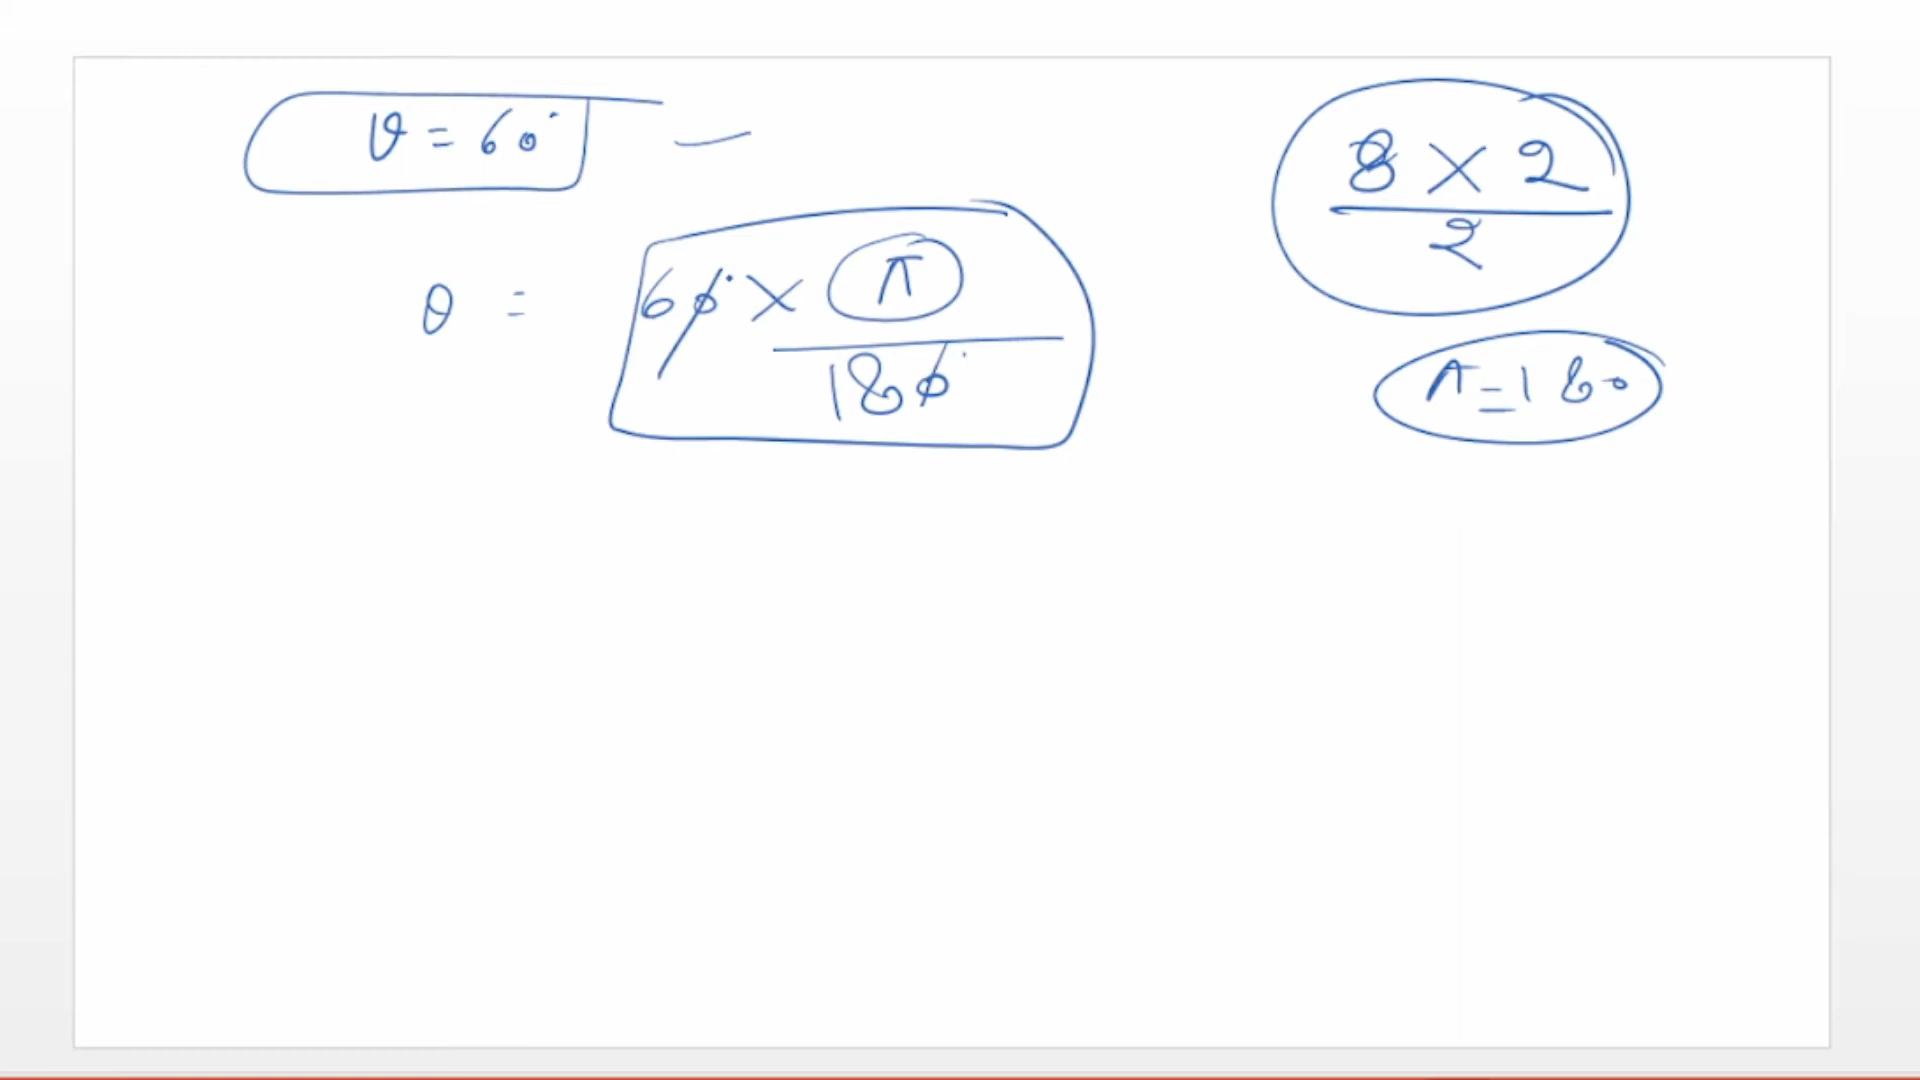 θ = 60°
θ = 60° × π / 180°
8 × 2 / 2
π = 180